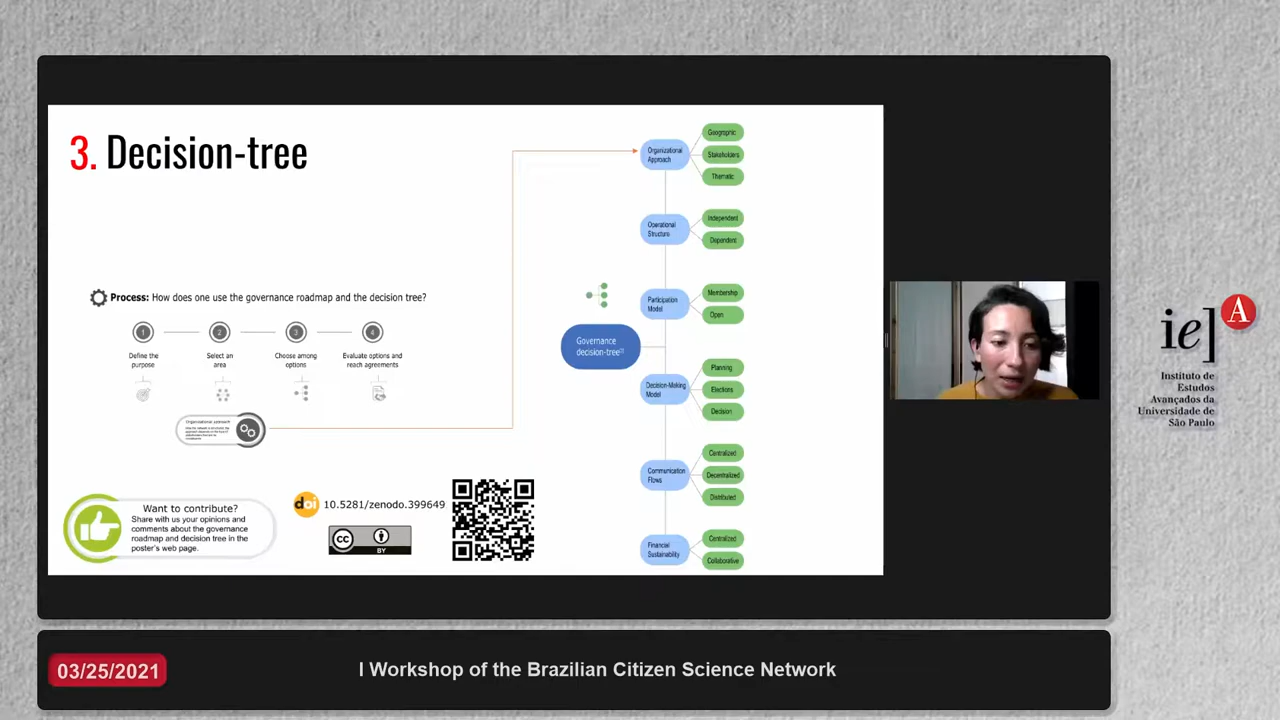 3. Decision-tree
Process: How does one use the governance roadmap and the decision tree?
1
2
3
4
Define the
purpose
Select an
area
Choose among
options
Evaluate options and
reach agreements
Organizational approach
Want to contribute?
Share with us your opinions and
comments about the governance
roadmap and decision tree in the
poster's web page.
doi 10.5281/zenodo.399649
cc
BY
Governance
decision-tree
Organizational
Approach
Geographic
Stakeholders
Thematic
Operational
Structure
Independent
Dependent
Participation
Model
Membership
Open
Decision-Making
Model
Planning
Elections
Decision
Communication
Flows
Centralized
Decentralized
Distributed
Financial
Sustainability
Centralized
Collaborative
ie] A
Instituto de
Estudos
Avançados da
Universidade de
São Paulo
03/25/2021
I Workshop of the Brazilian Citizen Science Network